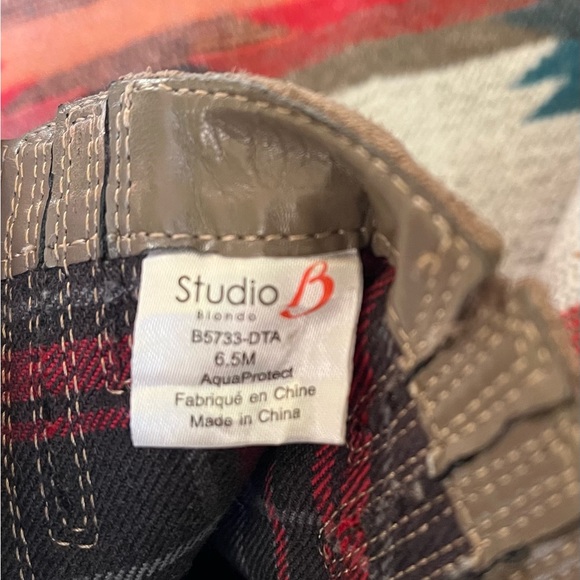 Studio B
Blondo
B5733-DTA
6.5M
AquaProtect
Fabriqué en Chine
Made in China